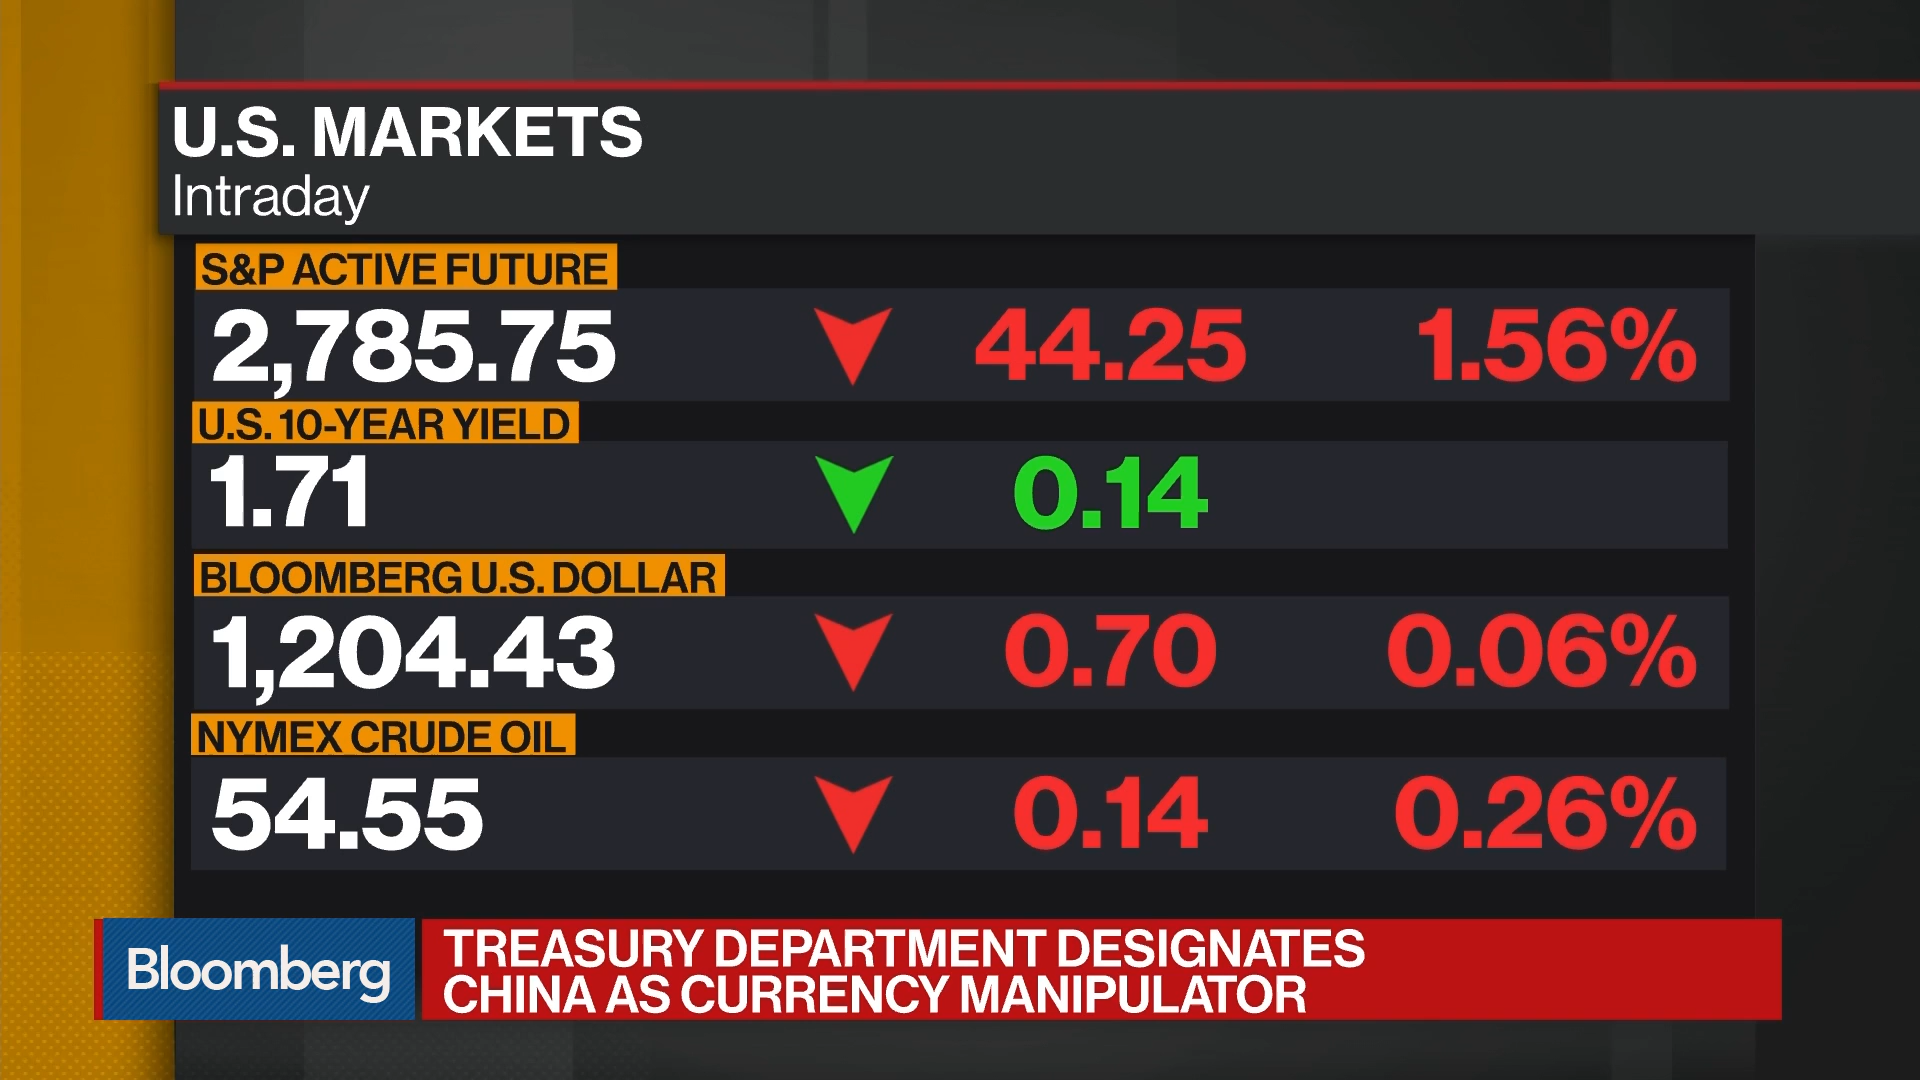 U.S. MARKETS
Intraday
S&P ACTIVE FUTURE
2,785.75 44.25 1.56%
U.S. 10-YEAR YIELD
1.71 0.14
BLOOMBERG U.S. DOLLAR
1,204.43 0.70 0.06%
NYMEX CRUDE OIL
54.55 0.14 0.26%
Bloomberg
TREASURY DEPARTMENT DESIGNATES
CHINA AS CURRENCY MANIPULATOR